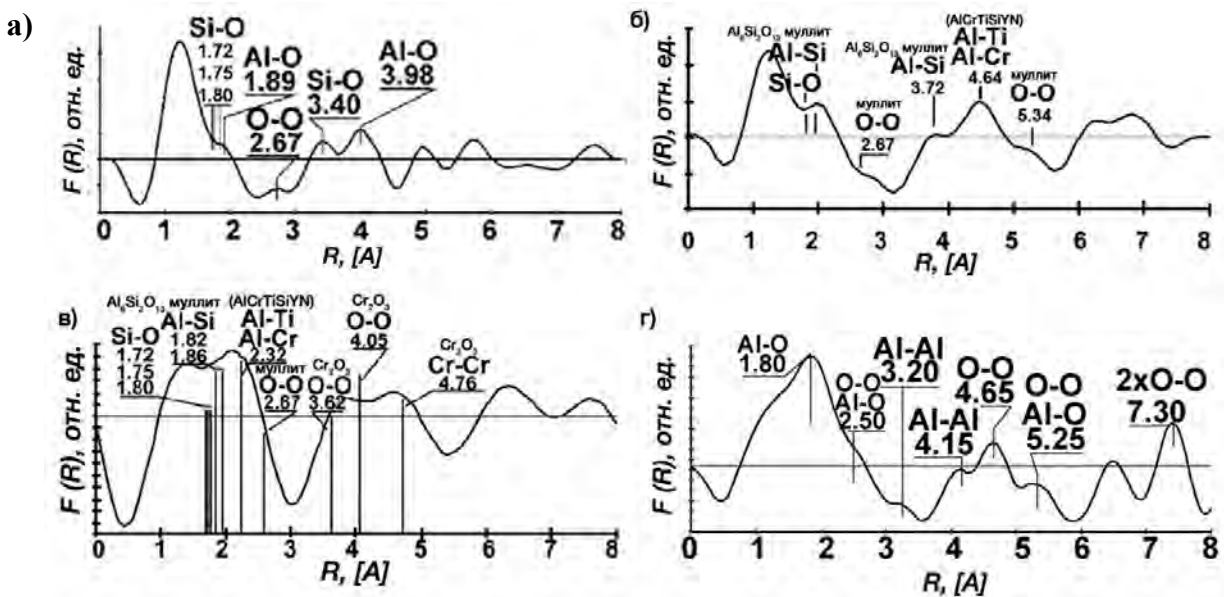 а)
Si-O
1.72
1.75
1.80
Al-O
1.89
O-O
2.67
Si-O
3.40
Al-O
3.98
F (R), отн. ед.
0 1 2 3 4 5 6 7 8
R, [A]
б)
Al₆Si₂O₁₃ муллит
Al-Si
Si-O
муллит
O-O
2.67
Al₆Si₂O₁₃ муллит
Al-Si
3.72
(AlCrTiSiYN)
Al-Ti
Al-Cr
4.64
муллит
O-O
5.34
F (R), отн. ед.
0 1 2 3 4 5 6 7 8
R, [A]
в)
Al₆Si₂O₁₃ муллит
Si-O
1.72
1.75
1.80
Al-Si
1.82
1.86
(AlCrTiSiYN)
Al-Ti
Al-Cr
2.32
муллит
O-O
2.67
Cr₂O₃
O-O
3.62
Cr₂O₃
O-O
4.05
Cr₂O₃
Cr-Cr
4.76
F (R), отн. ед.
0 1 2 3 4 5 6 7 8
R, [A]
г)
Al-O
1.80
O-O
Al-O
2.50
Al-Al
3.20
Al-Al
4.15
O-O
4.65
O-O
Al-O
5.25
2xO-O
7.30
F (R), отн. ед.
0 1 2 3 4 5 6 7 8
R, [A]